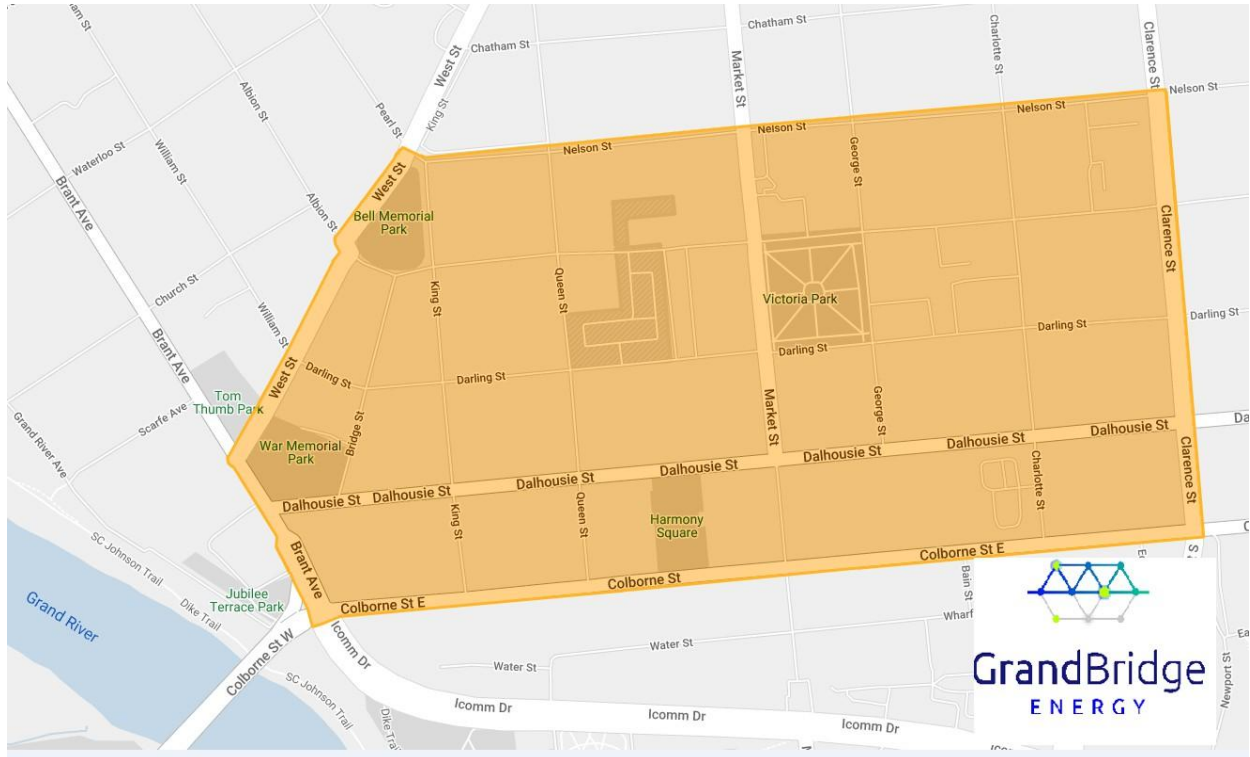 am St
Chatham St
Chatham St
West St
Market St
Charlotte St
Clarence St
Albion St
Pearl St
King St
Nelson St
Nelson St
Nelson St
Nelson St
Waterloo St
William St
Brant Ave
Albion St
West St
Bell Memorial
Park
George St
Clarence St
Church St
William St
King St
Queen St
Victoria Park
Brant Ave
West St
Darling St
Darling St
Darling St
Darling St
Darling St
Tom
Thumb Park
Scarfe Ave
Grand River Ave
War Memorial
Park
Bridge St
Market St
George St
Dalhousie St
Dalhousie St
Dalhousie St
Dalhousie St
Dalhousie St
Dalhousie St
Dalhousie St
Da
King St
Queen St
Harmony
Square
Charlotte St
Clarence St
SC Johnson Trail
Brant Ave
Colborne St E
Colborne St
Colborne St E
C
Jubilee
Terrace Park
Dike Trail
Grand River
Colborne St W
Icomm Dr
Water St
Water St
Bain St
Wharf
SC Johnson Trail
Dike Trail
Icomm Dr
Icomm Dr
Icomm Dr
Newport St
Ea
GrandBridge
ENERGY